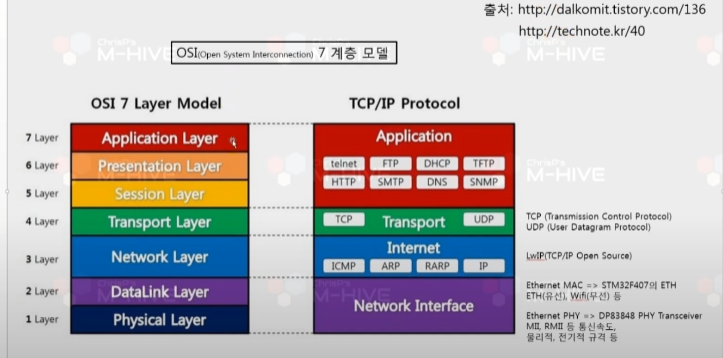 출처: http://dalkomit.tistory.com/136
http://technote.kr/40
OSI(Open System Interconnection) 7 계층 모델
OSI 7 Layer Model
TCP/IP Protocol
7 Layer
Application Layer
Application
6 Layer
Presentation Layer
telnet FTP DHCP TFTP
5 Layer
Session Layer
HTTP SMTP DNS SNMP
4 Layer
Transport Layer
TCP Transport UDP
TCP (Transmission Control Protocol)
UDP (User Datagram Protocol)
3 Layer
Network Layer
Internet
ICMP ARP RARP IP
LwIP(TCP/IP Open Source)
2 Layer
DataLink Layer
Network Interface
Ethernet MAC => STM32F407의 ETH
ETH(유선), Wifi(무선) 등
1 Layer
Physical Layer
Ethernet PHY => DP83848 PHY Transceiver
MII, RMII 등 통신속도,
물리적, 전기적 규격 등
M-HIVE
M-HIVE
M-HIVE
M-HIVE